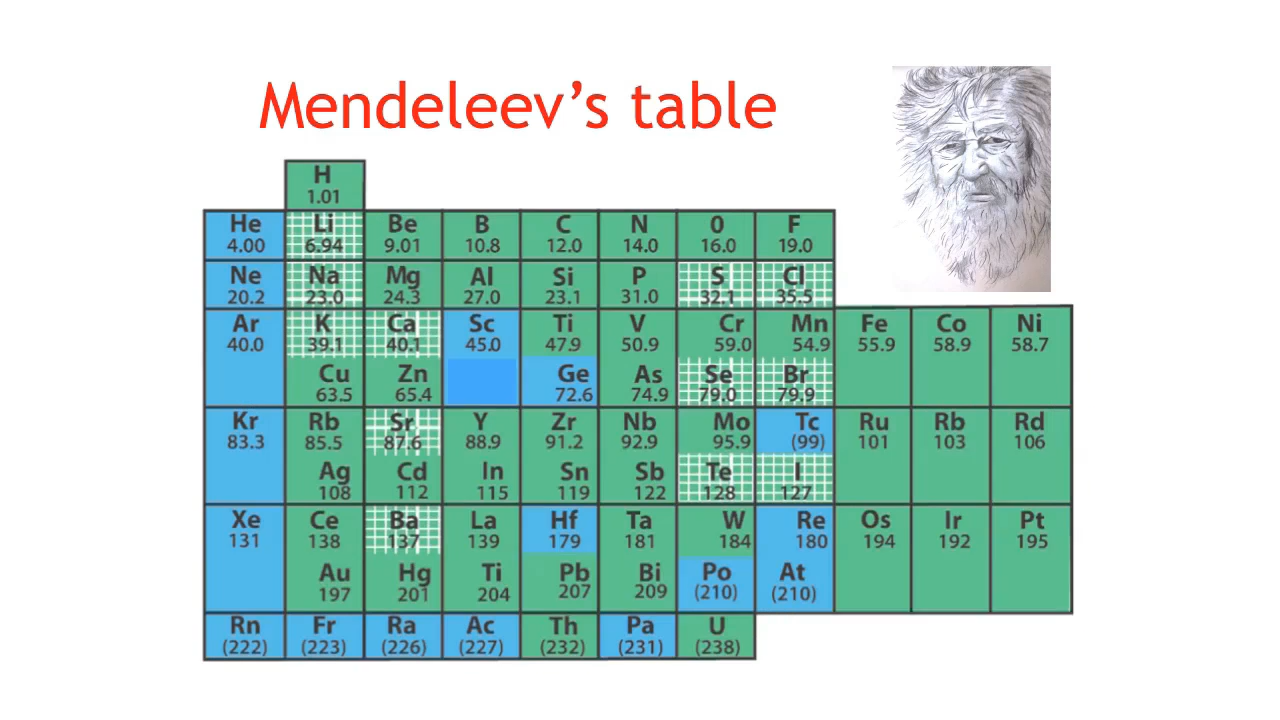 Mendeleev's table
H
1.01
He Li Be B C N 0 F
4.00 6.94 9.01 10.8 12.0 14.0 16.0 19.0
Ne Na Mg Al Si P S Cl
20.2 23.0 24.3 27.0 23.1 31.0 32.1 35.5
Ar K Ca Sc Ti V Cr Mn Fe Co Ni
40.0 39.1 40.1 45.0 47.9 50.9 59.0 54.9 55.9 58.9 58.7
Cu Zn Ge As Se Br
63.5 65.4 72.6 74.9 79.0 79.9
Kr Rb Sr Y Zr Nb Mo Tc Ru Rb Rd
83.3 85.5 87.6 88.9 91.2 92.9 95.9 (99) 101 103 106
Ag Cd In Sn Sb Te I
108 112 115 119 122 128 127
Xe Ce Ba La Hf Ta W Re Os Ir Pt
131 138 137 139 179 181 184 180 194 192 195
Au Hg Ti Pb Bi Po At
197 201 204 207 209 (210) (210)
Rn Fr Ra Ac Th Pa U
(222) (223) (226) (227) (232) (231) (238)